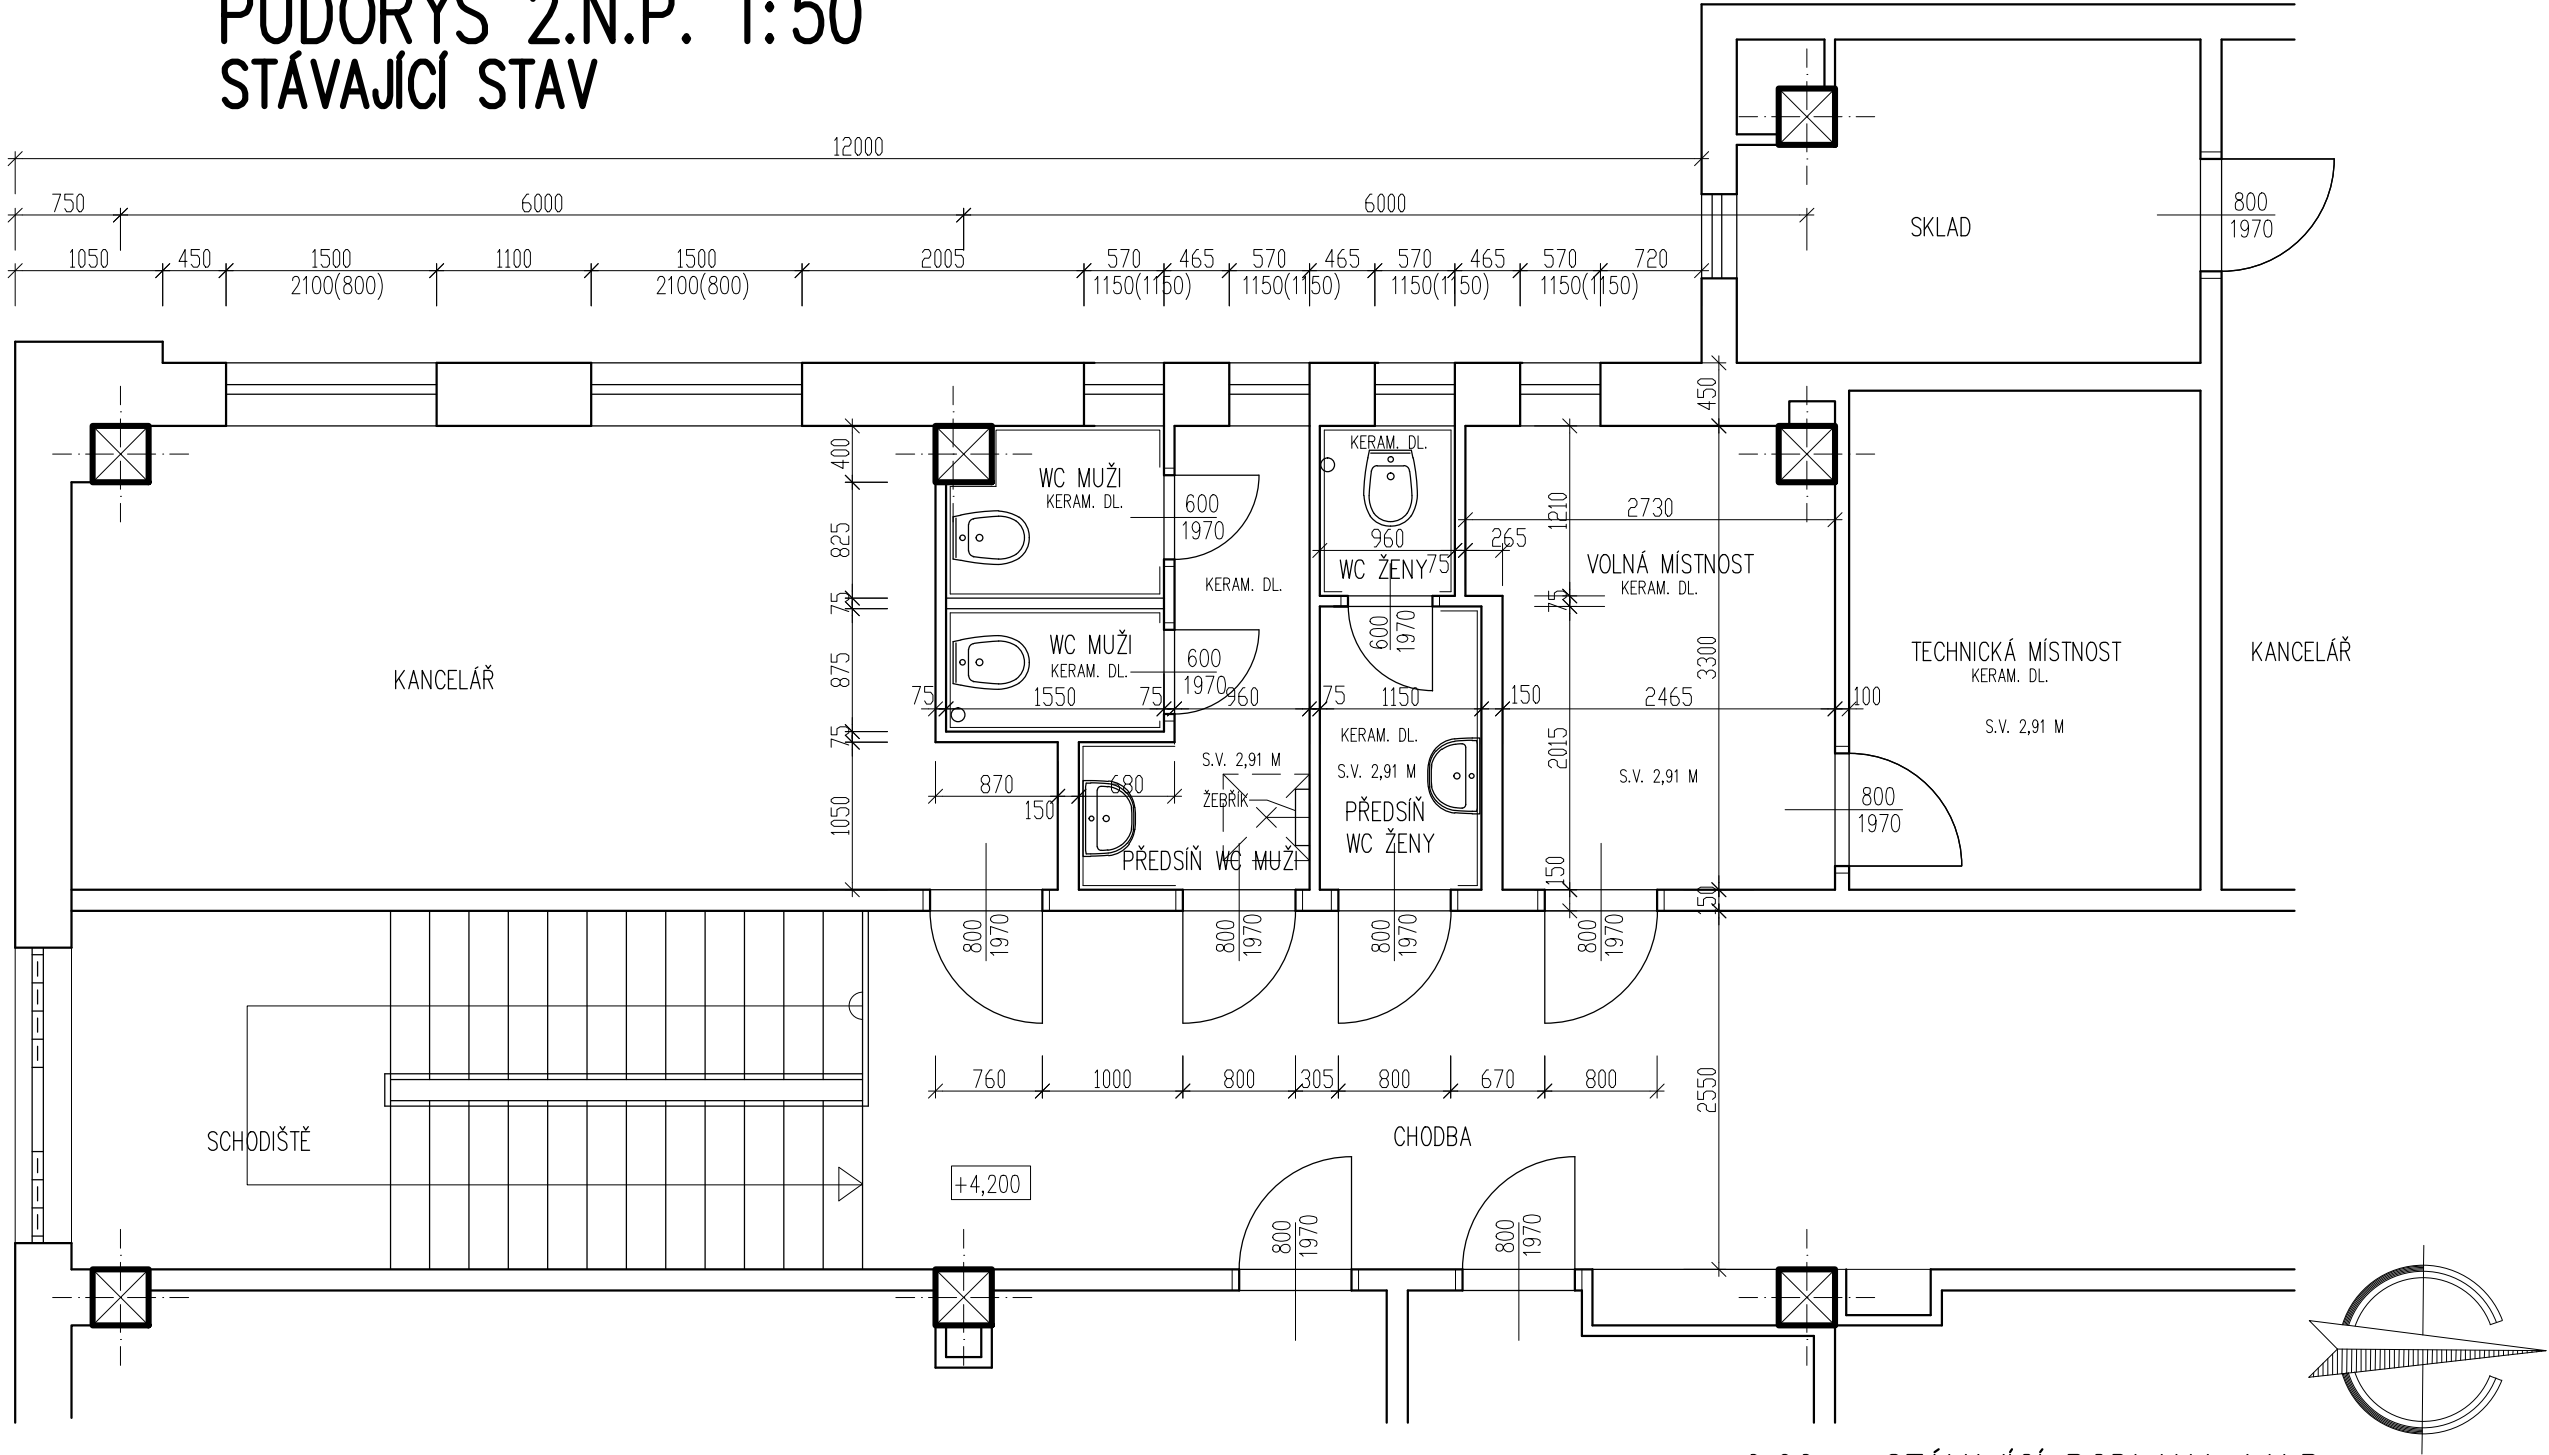 PŮDORYS 2.N.P. 1:50
STÁVAJÍCÍ STAV
12000
750 6000 6000
1050 450 1500 1100 1500 2005 570 465 570 465 570 465 570 720
2100(800) 2100(800) 1150(1150) 1150(1150) 1150(1150) 1150(1150)
SKLAD
800
1970
450
400
825
75
875
75
1050
KANCELÁŘ
WC MUŽI
KERAM. DL.
600
1970
WC MUŽI
KERAM. DL.
600
1970
KERAM. DL.
75 1550 75 960 75 1150 150 2465 100
KERAM. DL.
960
WC ŽENY
75
265
600
1970
1210
75
2015
150
2730
VOLNÁ MÍSTNOST
KERAM. DL.
3300
S.V. 2,91 M
150
TECHNICKÁ MÍSTNOST
KERAM. DL.
S.V. 2,91 M
KANCELÁŘ
800
1970
870
150
680
S.V. 2,91 M
ŽEBŘÍK
PŘEDSÍŇ WC MUŽI
KERAM. DL.
S.V. 2,91 M
PŘEDSÍŇ
WC ŽENY
800
1970
800
1970
800
1970
800
1970
760 1000 800 305 800 670 800
2550
SCHODIŠTĚ
CHODBA
+4,200
800
1970
800
1970